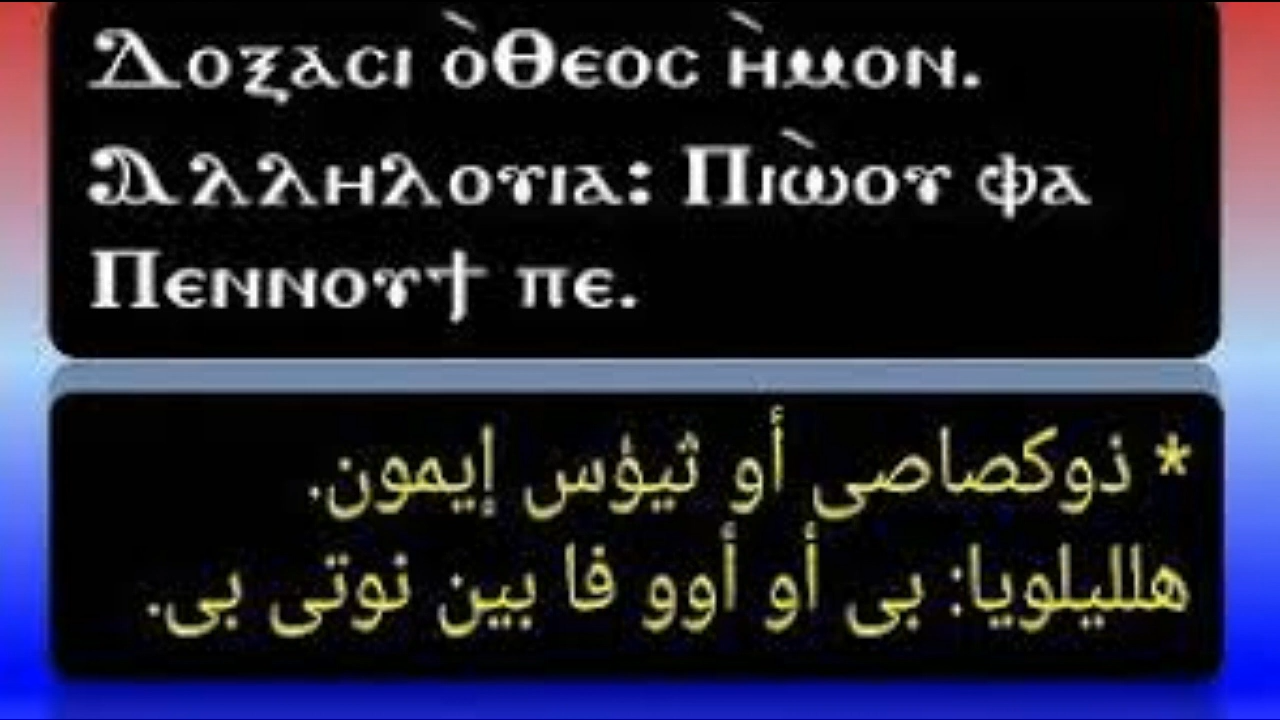 Ⲇⲟⲝⲁⲥⲓ ⲟ̀Ⲑⲉⲟⲥ ⲏ̀ⲙⲟⲛ.
Ⲁⲗⲗⲏⲗⲟⲩⲓⲁ: Ⲡⲓⲱ̀ⲟⲩ ⲫⲁ
Ⲡⲉⲛⲛⲟⲩϯ ⲡⲉ.
* ذوكصاصى أو ثيؤس إيمون.
هلليلويا: بى أو أوو فا بين نوتى بى.